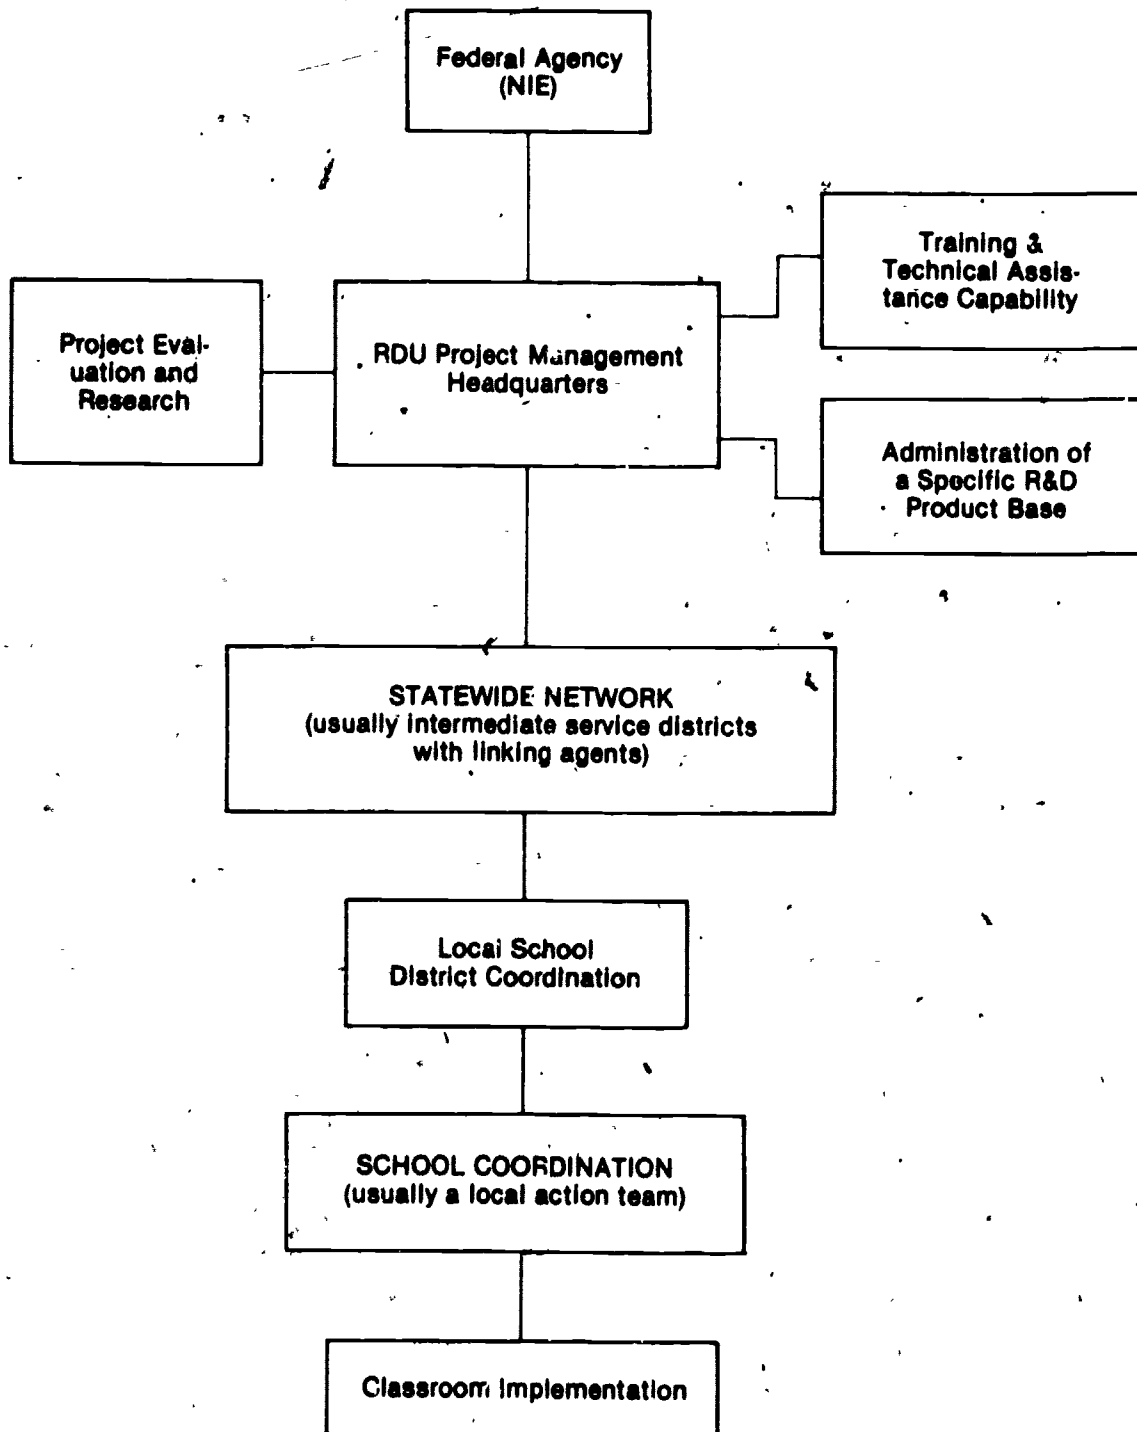 Federal Agency
(NIE)
Training &
Technical Assis-
tance Capability
Project Eval-
uation and
Research
RDU Project Management
Headquarters
Administration of
a Specific R&D
Product Base
STATEWIDE NETWORK
(usually intermediate service districts
with linking agents)
Local School
District Coordination
SCHOOL COORDINATION
(usually a local action team)
Classroom Implementation